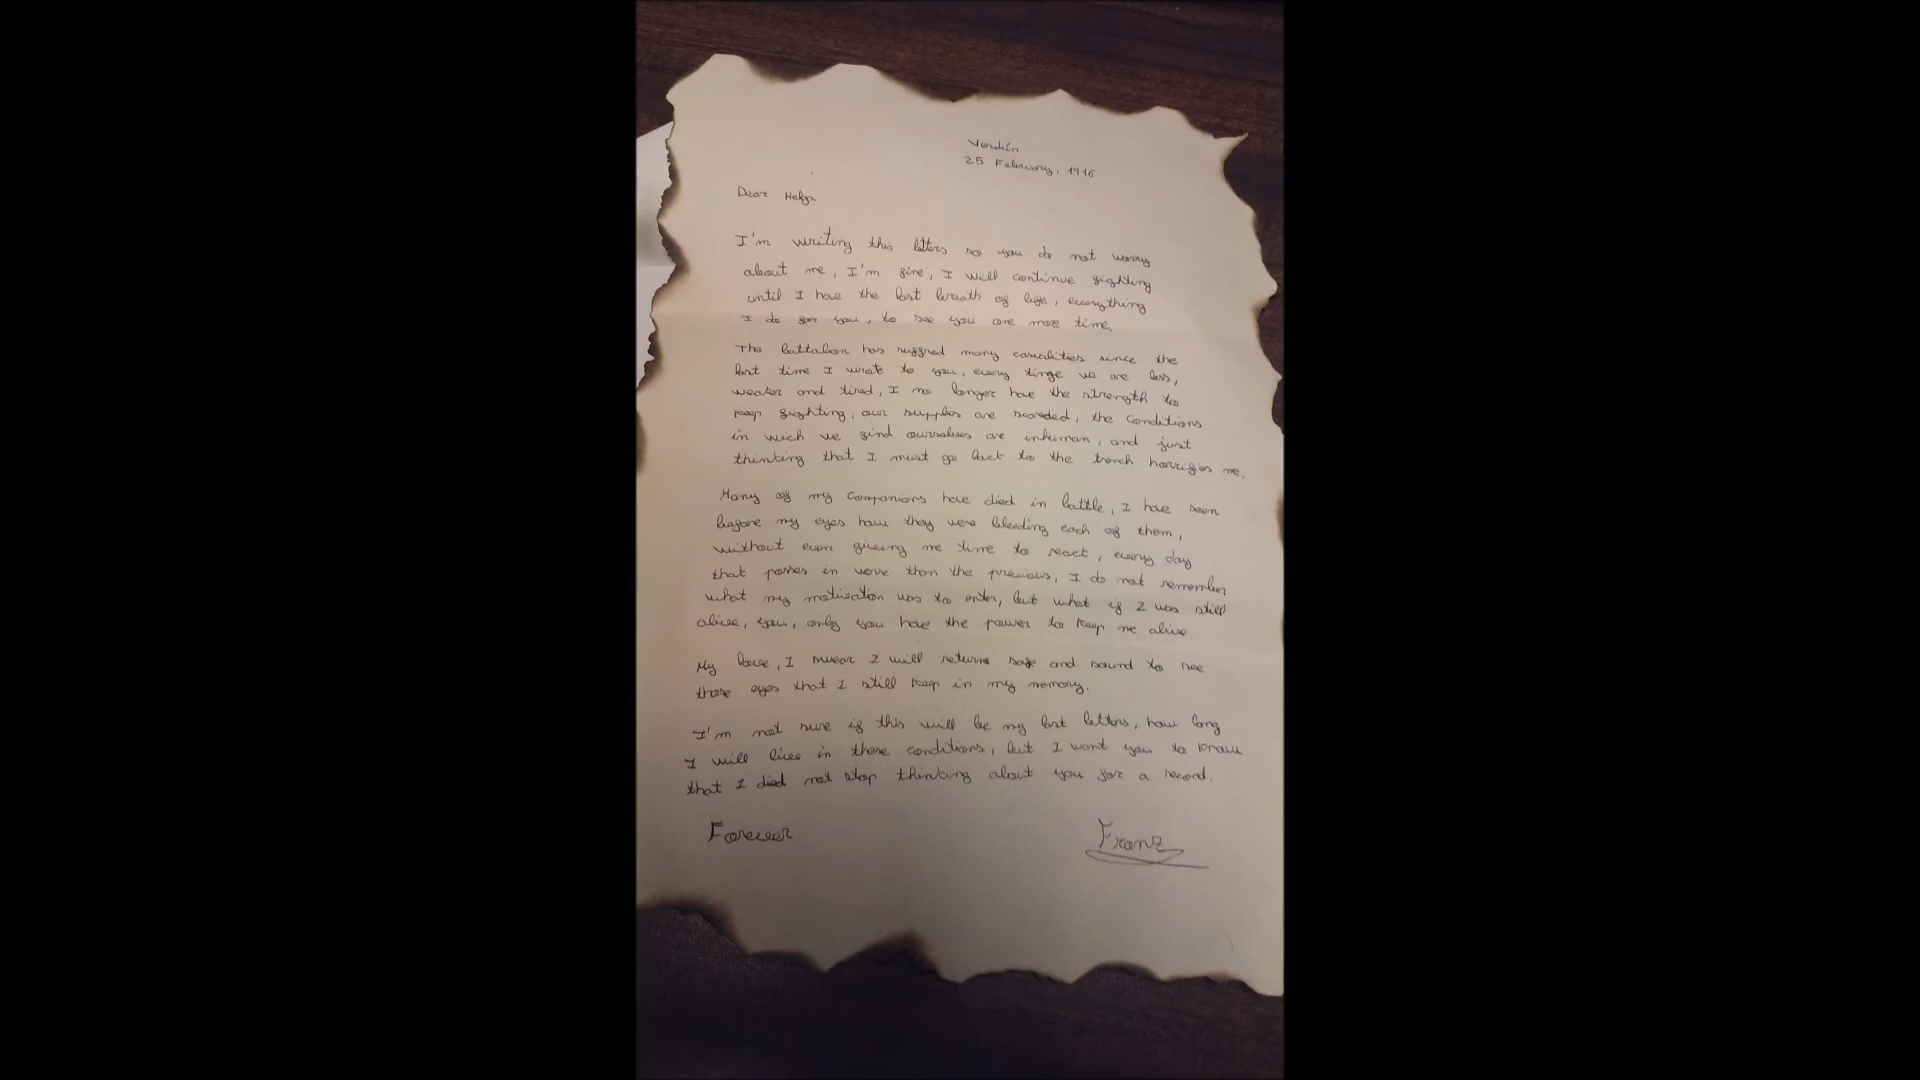 Verdún
25 February, 1916
Dear Helga
I'm writing this letters so you do not worry
about me, I'm fine, I will continue fighting
until I have the last breath of life, everything
I do for you, to see you one more time,
The battalion has suffred many casualities since the
last time I wrote to you, every time we are less,
weaker and tired, I no longer have the strength to
keep fighting, our supplies are the conditions
in wich we find ourselves are inhuman, and just
thinking that I must go back to the trench horrifies me.
Many of my companions have died in battle, I have seen
before my eyes how they were bleeding each of them,
without even giving me time to react, every day
that passes in worse than the previous, I do not remember
what my motivation was to enter, but what if I was still
alive, you, only you have the power to keep me alive
My love, I swear I will return safe and sound to see
those eyes that I still keep in my memory.
I'm not sure if this will be my last letters, how long
I will live in these conditions, but I want you to know
that I died not stop thinking about you for a record.
Forever
Franz